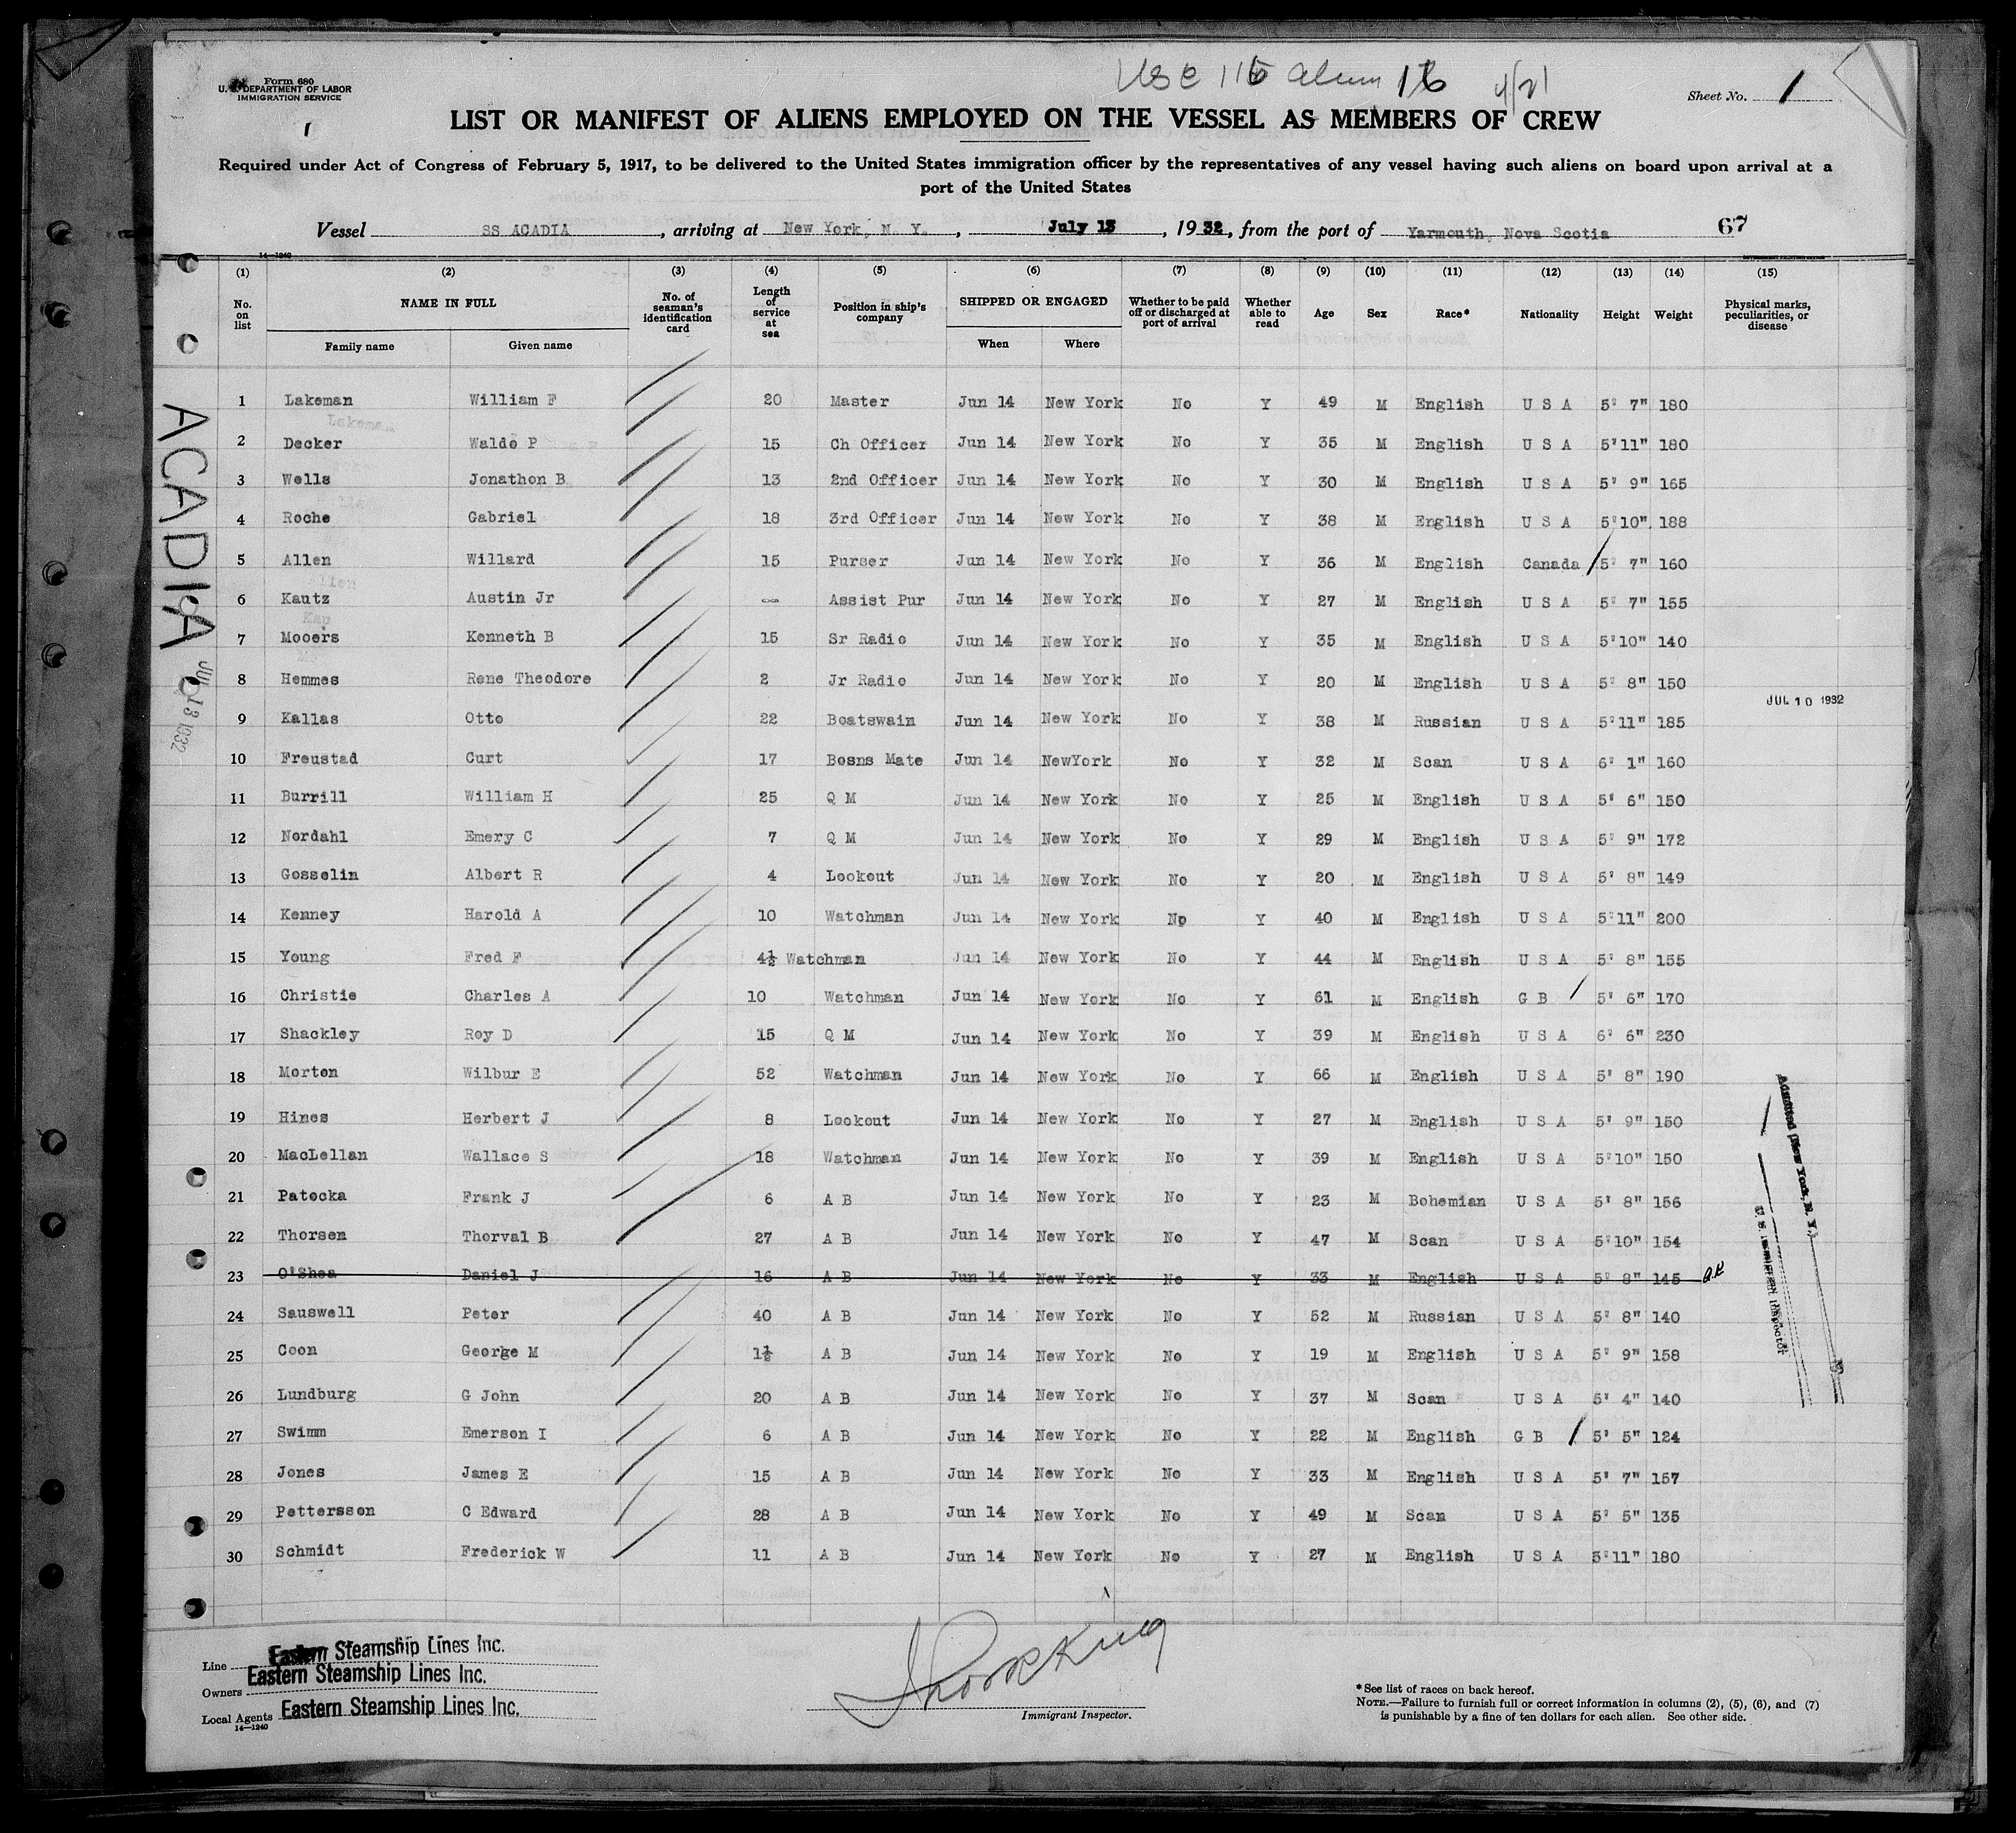 Form 680
U. S. DEPARTMENT OF LABOR
IMMIGRATION SERVICE
1
USC 116 alien 16 4/21
Sheet No. 1
LIST OR MANIFEST OF ALIENS EMPLOYED ON THE VESSEL AS MEMBERS OF CREW
Required under Act of Congress of February 5, 1917, to be delivered to the United States immigration officer by the representatives of any vessel having such aliens on board upon arrival at a
port of the United States
Vessel SS ACADIA, arriving at New York, N. Y., July 13, 1932, from the port of Yarmouth, Nova Scotia 67
14—1240
(1) (2) (3) (4) (5) (6) (7) (8) (9) (10) (11) (12) (13) (14) (15)
No. on list NAME IN FULL Family name Given name No. of seaman's identification card Length of service at sea Position in ship's company SHIPPED OR ENGAGED When Where Whether to be paid off or discharged at port of arrival Whether able to read Age Sex Race* Nationality Height Weight Physical marks, peculiarities, or disease
1 Lakeman William F 20 Master Jun 14 New York No Y 49 M English U S A 5' 7" 180
2 Decker Waldo P 15 Ch Officer Jun 14 New York No Y 35 M English U S A 5'11" 180
3 Wells Jonathon B 13 2nd Officer Jun 14 New York No Y 30 M English U S A 5' 9" 165
4 Roche Gabriel 18 3rd Officer Jun 14 New York No Y 38 M English U S A 5'10" 188
5 Allen Willard 15 Purser Jun 14 New York No Y 36 M English Canada 5' 7" 160
6 Kautz Austin Jr - Assist Pur Jun 14 New York No Y 27 M English U S A 5' 7" 155
7 Mooers Kenneth B 15 Sr Radio Jun 14 New York No Y 35 M English U S A 5'10" 140
8 Hemmes Rene Theodore 2 Jr Radio Jun 14 New York No Y 20 M English U S A 5' 8" 150
JUL 10 1932
9 Kallas Otto 22 Boatswain Jun 14 New York No Y 38 M Russian U S A 5'11" 185
10 Freustad Curt 17 Bosns Mate Jun 14 NewYork No Y 32 M Scan U S A 6' 1" 160
11 Burrill William H 25 Q M Jun 14 New York No Y 25 M English U S A 5' 6" 150
12 Nordahl Emery C 7 Q M Jun 14 New York No Y 29 M English U S A 5' 9" 172
13 Gosselin Albert R 4 Lookout Jun 14 New York No Y 20 M English U S A 5' 8" 149
14 Kenney Harold A 10 Watchman Jun 14 New York No Y 40 M English U S A 5'11" 200
15 Young Fred F 4½ Watchman Jun 14 New York No Y 44 M English U S A 5' 8" 155
16 Christie Charles A 10 Watchman Jun 14 New York No Y 61 M English G B 5' 6" 170
17 Shackley Roy D 15 Q M Jun 14 New York No Y 39 M English U S A 6' 6" 230
18 Morton Wilbur E 52 Watchman Jun 14 New York No Y 66 M English U S A 5' 8" 190
19 Hines Herbert J 8 Lookout Jun 14 New York No Y 27 M English U S A 5' 9" 150
20 MacLellan Wallace S 18 Watchman Jun 14 New York No Y 39 M English U S A 5'10" 150
21 Patocka Frank J 6 A B Jun 14 New York No Y 23 M Bohemian U S A 5' 8" 156
22 Thorsen Thorval B 27 A B Jun 14 New York No Y 47 M Scan U S A 5'10" 154
23 O'Shea Daniel J 16 A B Jun 14 New York No Y 33 M English U S A 5' 8" 145
24 Sauswell Peter 40 A B Jun 14 New York No Y 52 M Russian U S A 5' 8" 140
25 Coon George M 1½ A B Jun 14 New York No Y 19 M English U S A 5' 9" 158
26 Lundburg G John 20 A B Jun 14 New York No Y 37 M Scan U S A 5' 4" 140
27 Swimm Emerson I 6 A B Jun 14 New York No Y 22 M English G B 5' 5" 124
28 Jones James E 15 A B Jun 14 New York No Y 33 M English U S A 5' 7" 157
29 Pettersson C Edward 28 A B Jun 14 New York No Y 49 M Scan U S A 5' 5" 135
30 Schmidt Frederick W 11 A B Jun 14 New York No Y 27 M English U S A 5'11" 180
ACADIA
JUL 13 1932
Admitted New York, N. Y.,
U. S. Immigrant Inspector
Line Eastern Steamship Lines Inc.
Owners Eastern Steamship Lines Inc.
Local Agents Eastern Steamship Lines Inc.
14—1240
Immigrant Inspector.
* See list of races on back hereof.
NOTE.—Failure to furnish full or correct information in columns (2), (5), (6), and (7)
is punishable by a fine of ten dollars for each alien. See other side.